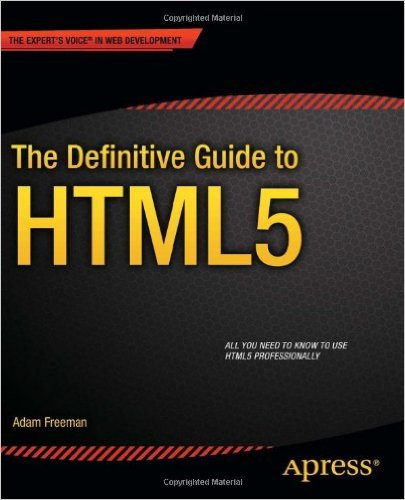 Copyrighted Material
THE EXPERT'S VOICE® IN WEB DEVELOPMENT
The Definitive Guide to
HTML5
ALL YOU NEED TO KNOW TO USE
HTML5 PROFESSIONALLY
Adam Freeman
Apress®
Copyrighted Material